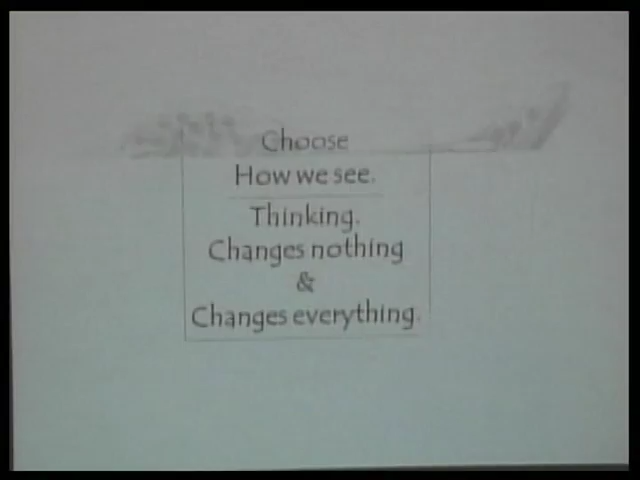 Choose
How we see.
Thinking.
Changes nothing
&
Changes everything.